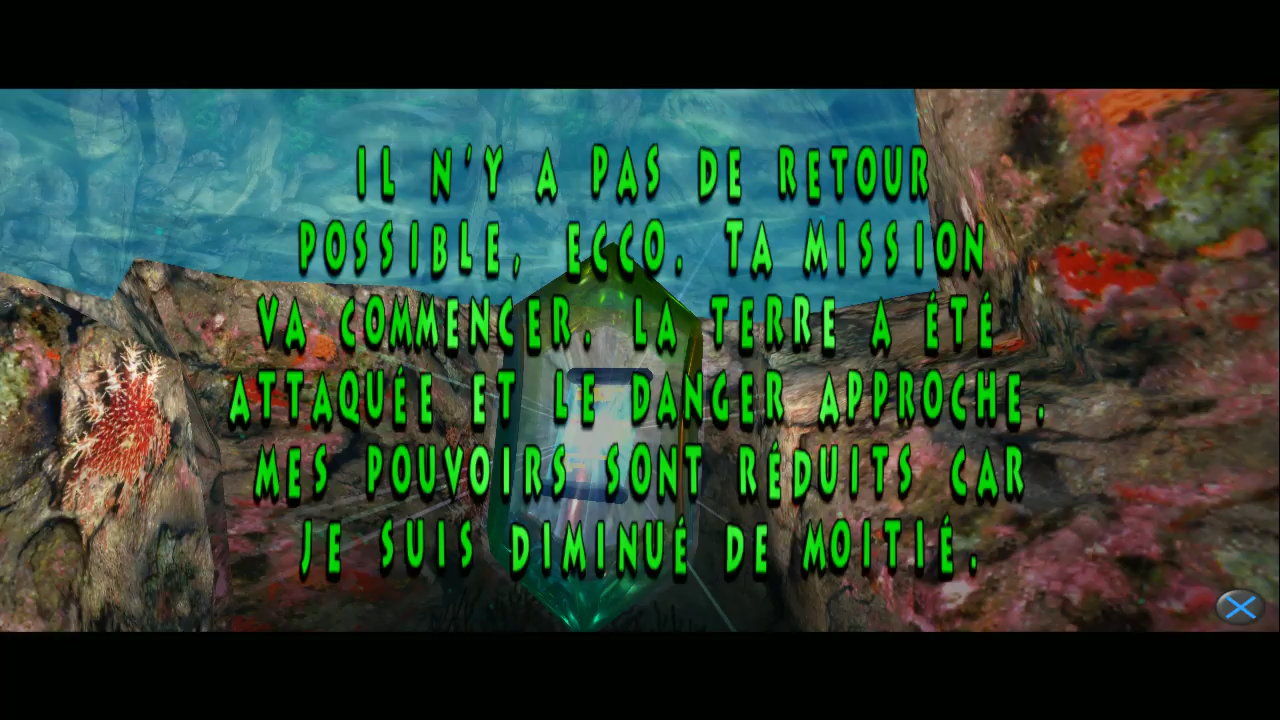 IL N'Y A PAS DE RETOUR
POSSIBLE, ECCO. TA MISSION
VA COMMENCER. LA TERRE A ÉTÉ
ATTAQUÉE ET LE DANGER APPROCHE.
MES POUVOIRS SONT RÉDUITS CAR
JE SUIS DIMINUÉ DE MOITIÉ.